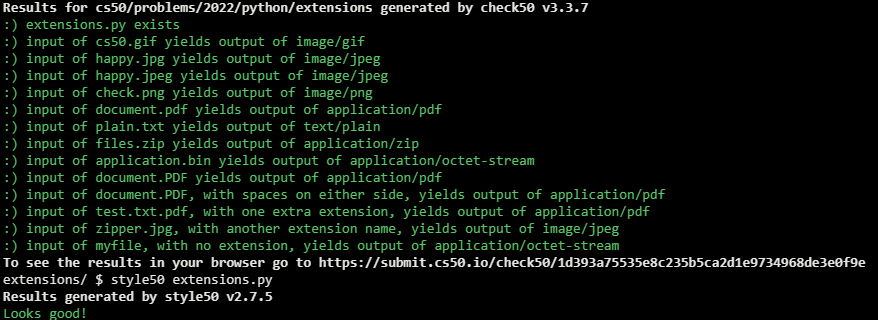 Results for cs50/problems/2022/python/extensions generated by check50 v3.3.7
:) extensions.py exists
:) input of cs50.gif yields output of image/gif
:) input of happy.jpg yields output of image/jpeg
:) input of happy.jpeg yields output of image/jpeg
:) input of check.png yields output of image/png
:) input of document.pdf yields output of application/pdf
:) input of plain.txt yields output of text/plain
:) input of files.zip yields output of application/zip
:) input of application.bin yields output of application/octet-stream
:) input of document.PDF yields output of application/pdf
:) input of document.PDF, with spaces on either side, yields output of application/pdf
:) input of test.txt.pdf, with one extra extension, yields output of application/pdf
:) input of zipper.jpg, with another extension name, yields output of image/jpeg
:) input of myfile, with no extension, yields output of application/octet-stream
To see the results in your browser go to https://submit.cs50.io/check50/1d393a75535e8c235b5ca2d1e9734968de3e0f9e
extensions/ $ style50 extensions.py
Results generated by style50 v2.7.5
Looks good!